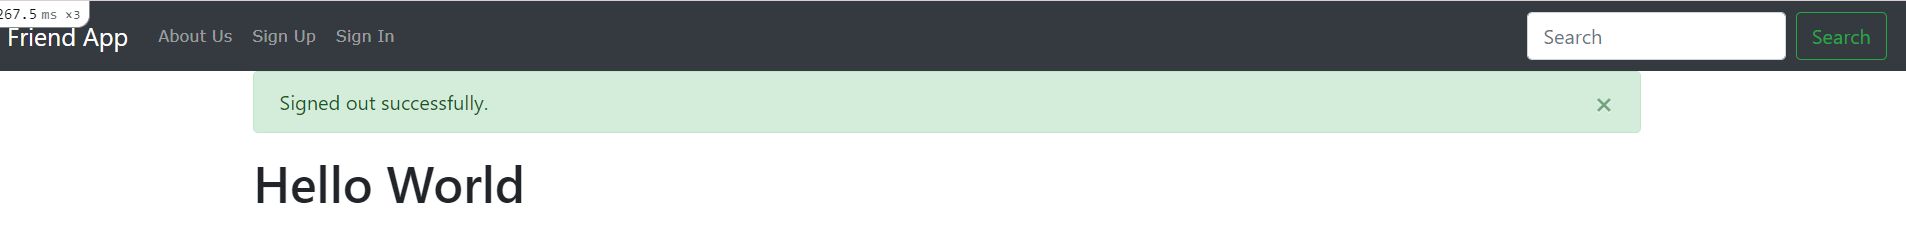 267.5 ms ×3
Friend App About Us Sign Up Sign In Search Search
Signed out successfully. ×
Hello World